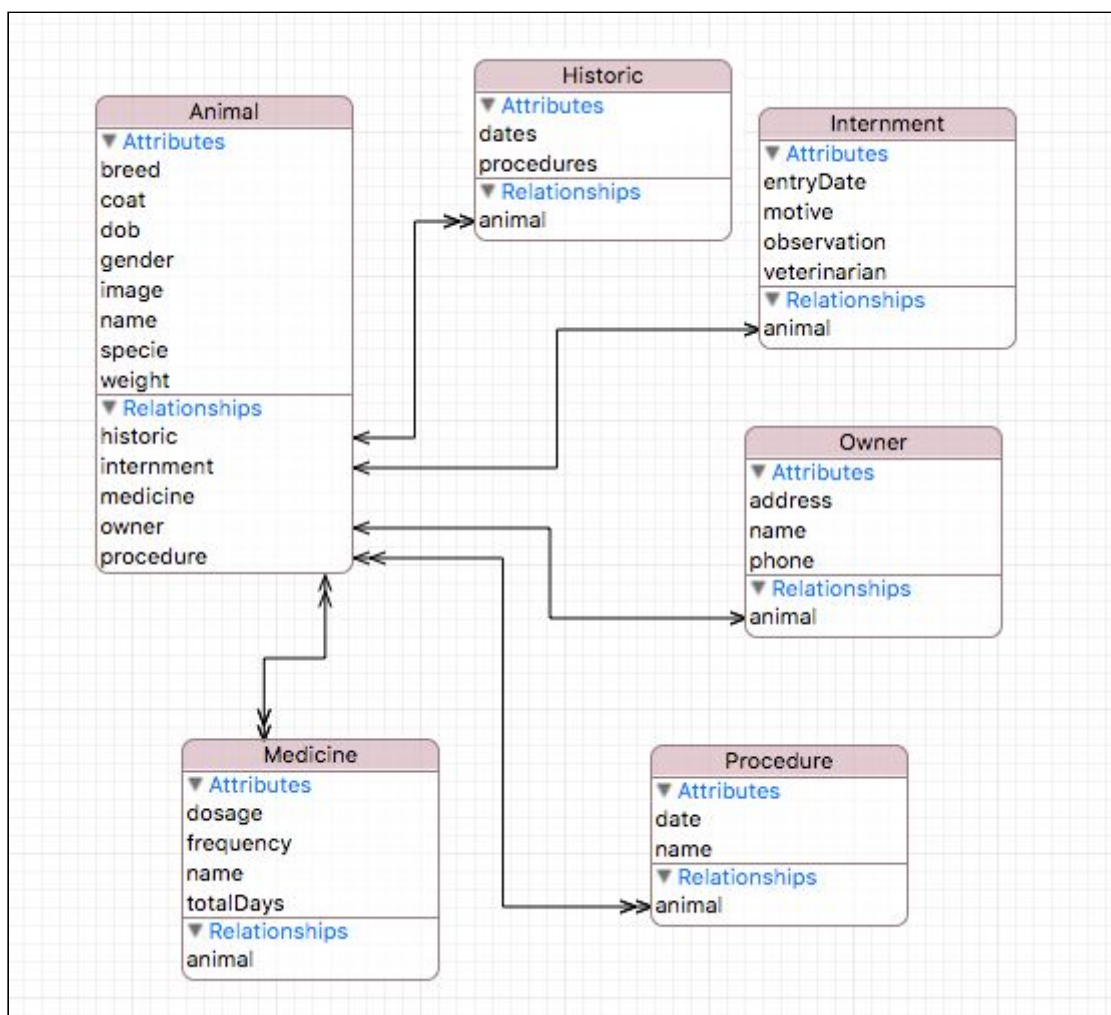 Animal
▼ Attributes
breed
coat
dob
gender
image
name
specie
weight
▼ Relationships
historic
internment
medicine
owner
procedure
Historic
▼ Attributes
dates
procedures
▼ Relationships
animal
Internment
▼ Attributes
entryDate
motive
observation
veterinarian
▼ Relationships
animal
Owner
▼ Attributes
address
name
phone
▼ Relationships
animal
Medicine
▼ Attributes
dosage
frequency
name
totalDays
▼ Relationships
animal
Procedure
▼ Attributes
date
name
▼ Relationships
animal